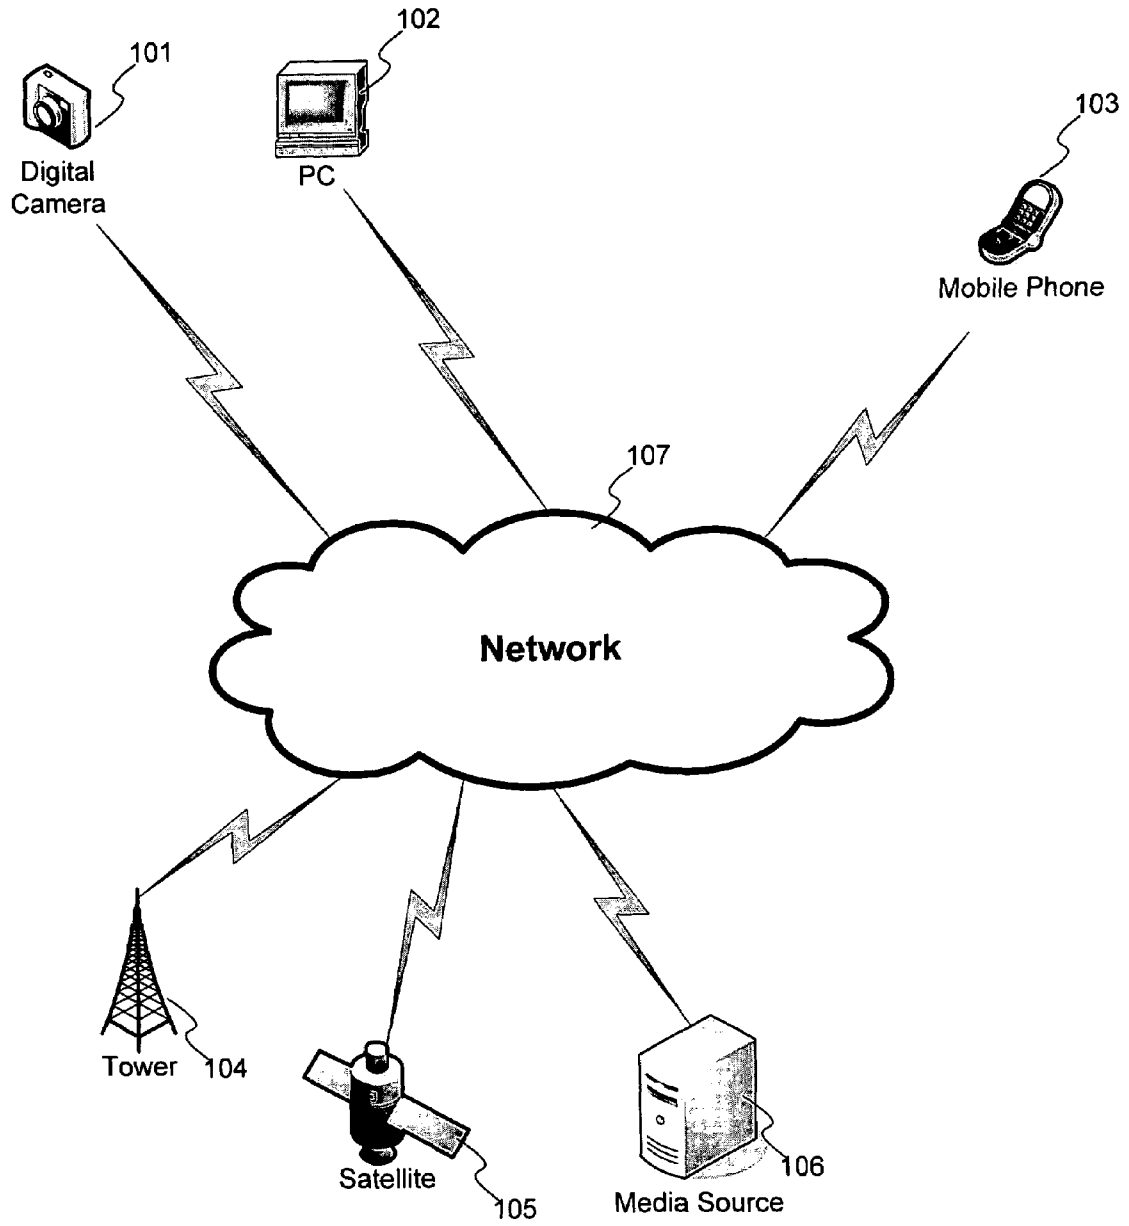 102
101
103
Digital
Camera
PC
Mobile Phone
107
Network
Tower
104
Satellite
105
106
Media Source